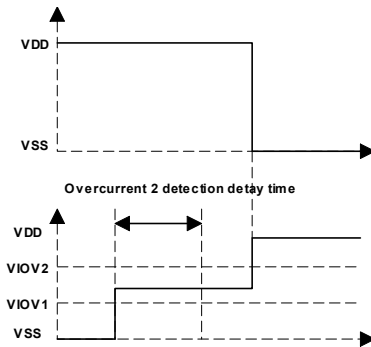 VDD
VSS
Overcurrent 2 detection detay time
VDD
VIOV2
VIOV1
VSS